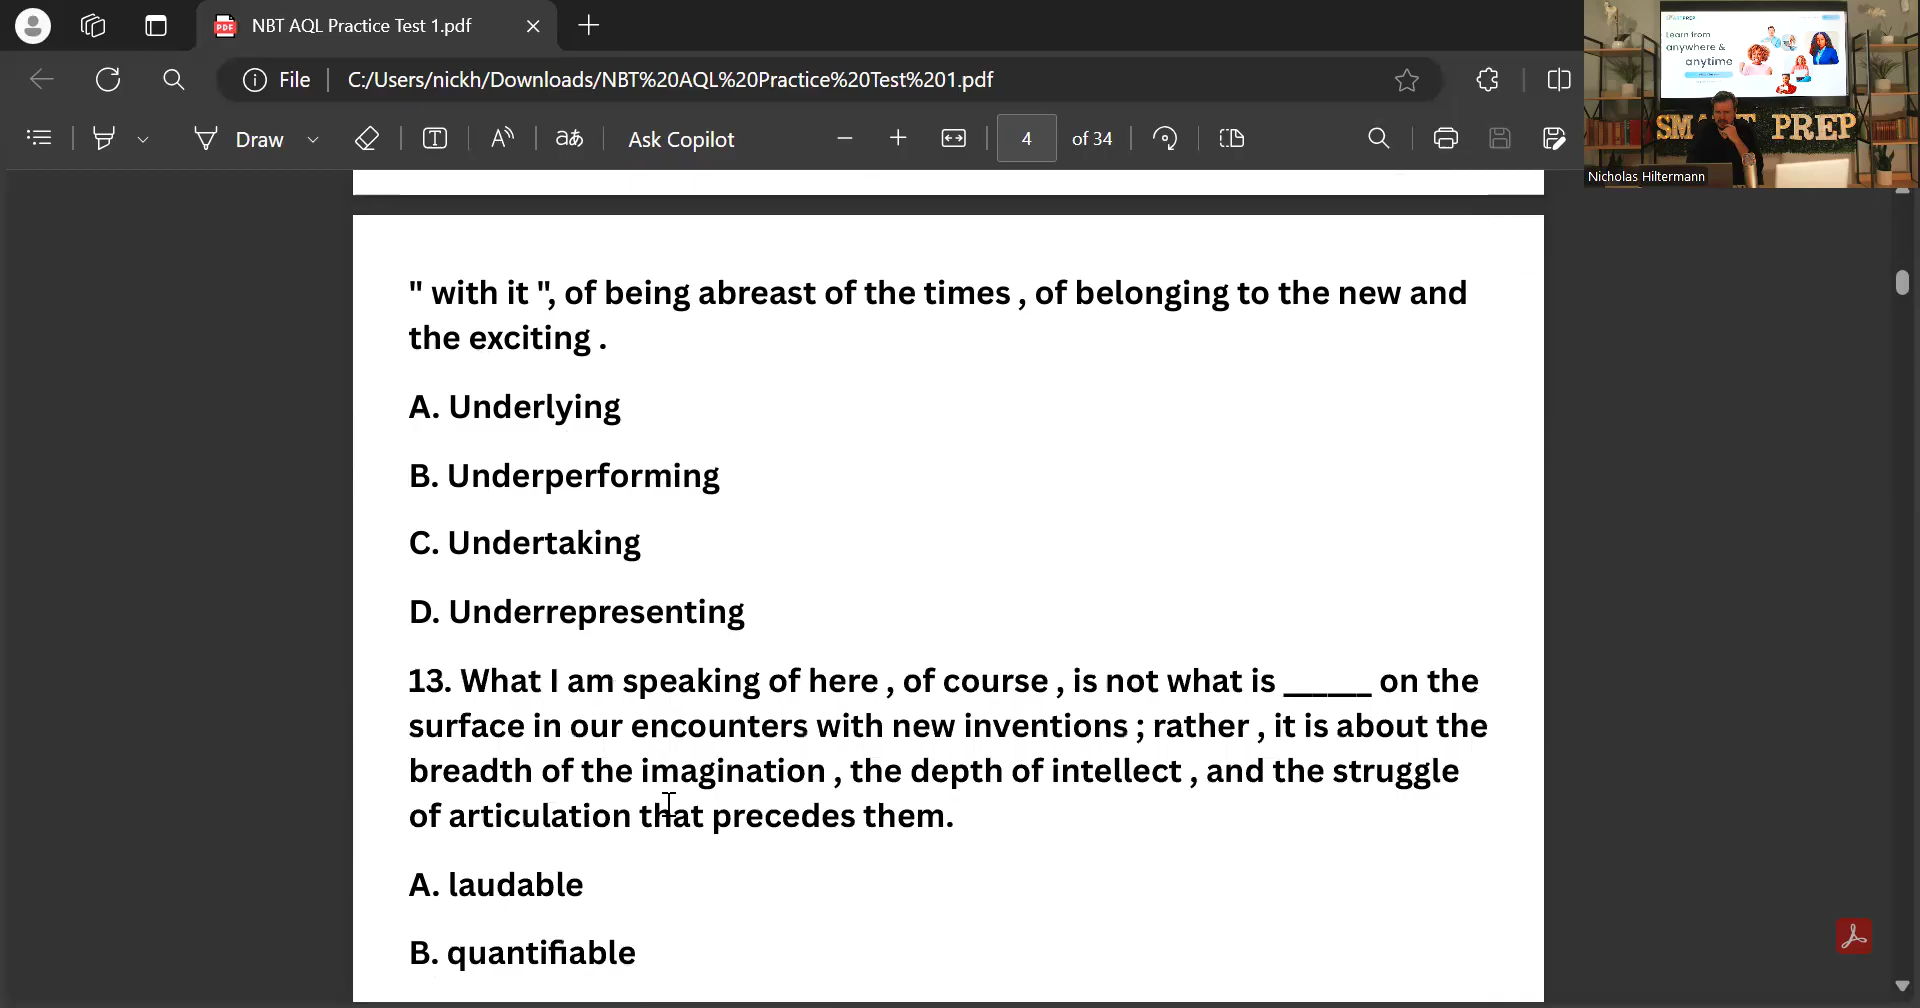 NBT AQL Practice Test 1.pdf
File
C:/Users/nickh/Downloads/NBT%20AQL%20Practice%20Test%201.pdf
Draw
aあ
Ask Copilot
4
of 34
Learn from
anywhere &
anytime
SMART PREP
Nicholas Hiltermann
" with it ", of being abreast of the times , of belonging to the new and
the exciting .
A. Underlying
B. Underperforming
C. Undertaking
D. Underrepresenting
13. What I am speaking of here , of course , is not what is ______ on the
surface in our encounters with new inventions ; rather , it is about the
breadth of the imagination , the depth of intellect , and the struggle
of articulation that precedes them.
A. laudable
B. quantifiable